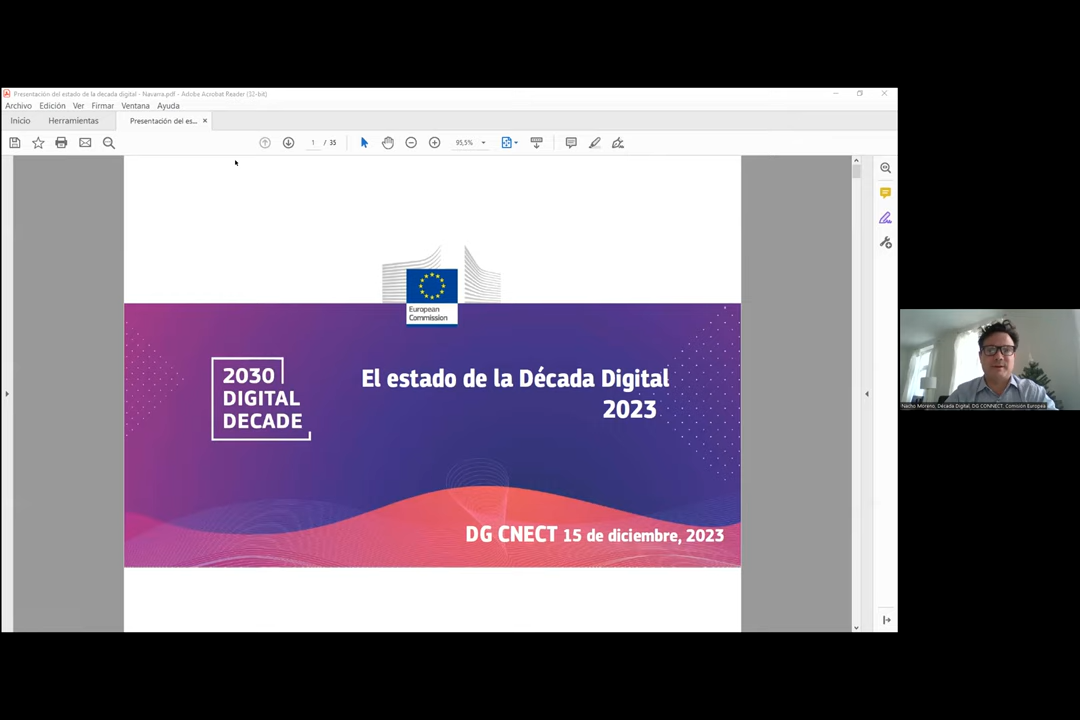 Presentación del estado de la decada digital - Navarra.pdf - Adobe Acrobat Reader (32-bit)
Archivo Edición Ver Firmar Ventana Ayuda
Inicio Herramientas Presentación del es... ×
1 / 35 95,5%
European
Commission
2030
DIGITAL
DECADE
El estado de la Década Digital
2023
DG CNECT 15 de diciembre, 2023
Nacho Moreno, Década Digital, DG CONNECT, Comisión Europea